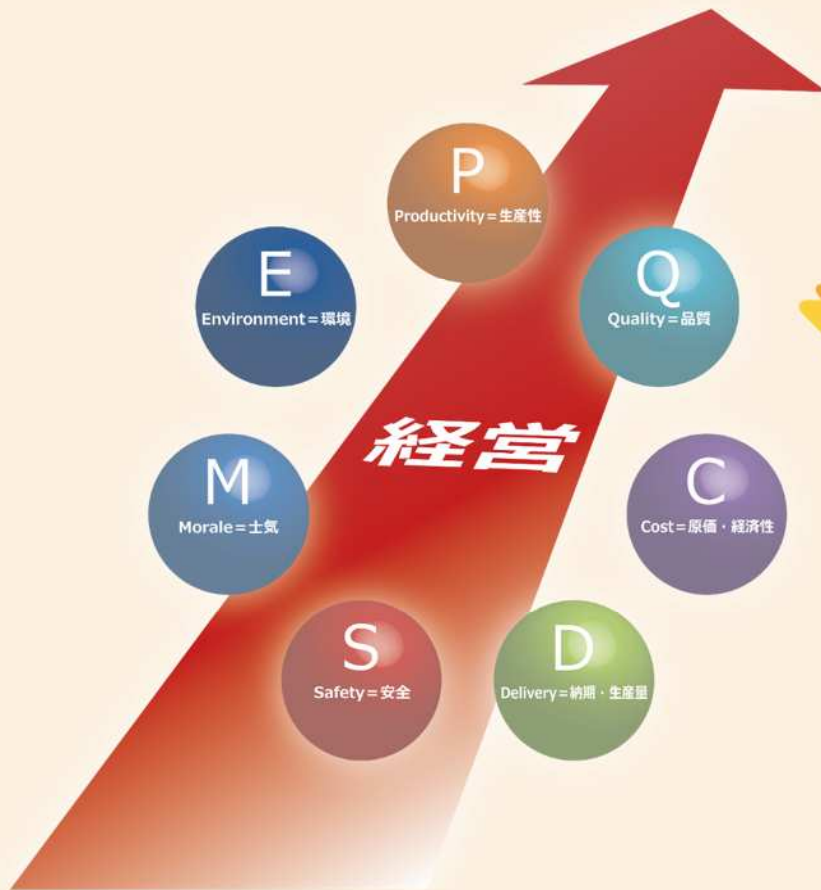 P
Productivity=生産性
E
Environment=環境
Q
Quality=品質
経営
M
Morale=士気
C
Cost=原価・経済性
S
Safety=安全
D
Delivery=納期・生産量